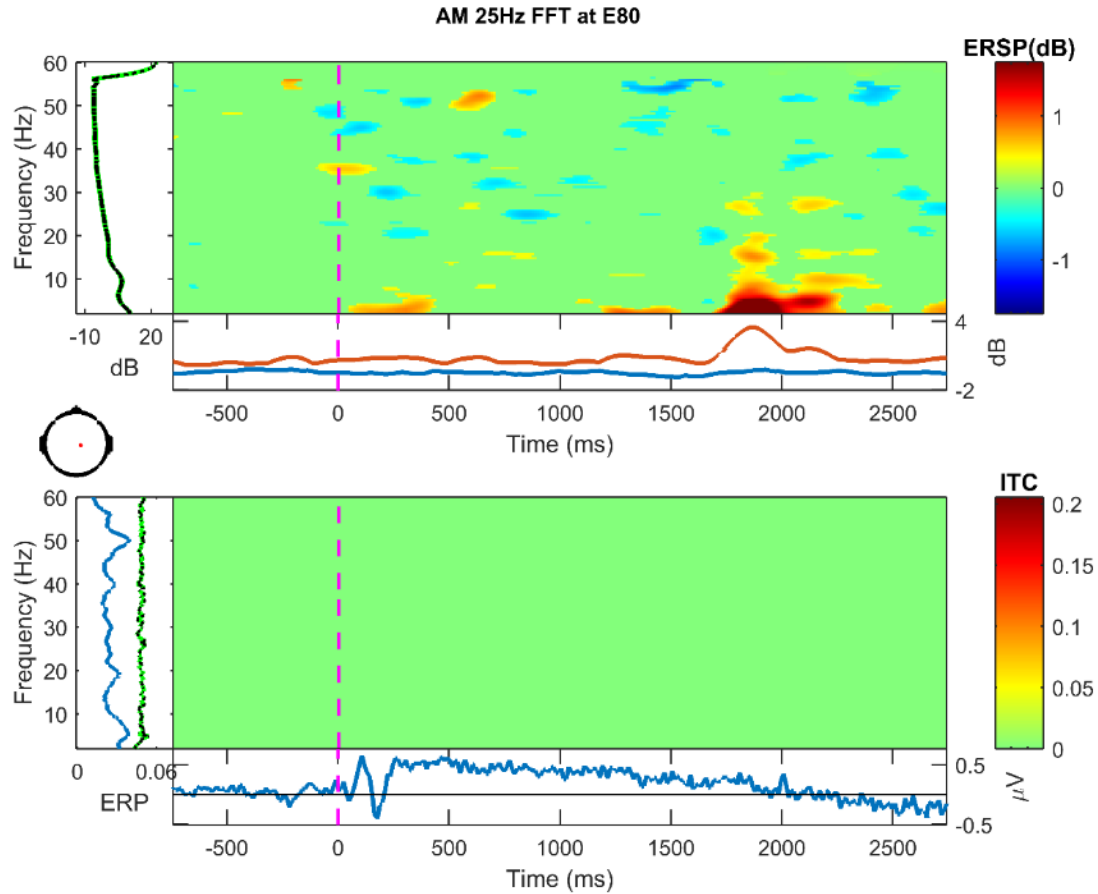 AM 25Hz FFT at E80
ERSP(dB)
60
50
40
30
20
10
Frequency (Hz)
-10 20
dB
1
0
-1
4
-2
dB
-500 0 500 1000 1500 2000 2500
Time (ms)
ITC
60
50
40
30
20
10
Frequency (Hz)
0 0.06
ERP
0.2
0.15
0.1
0.05
0
0.5
-0.5
μV
-500 0 500 1000 1500 2000 2500
Time (ms)